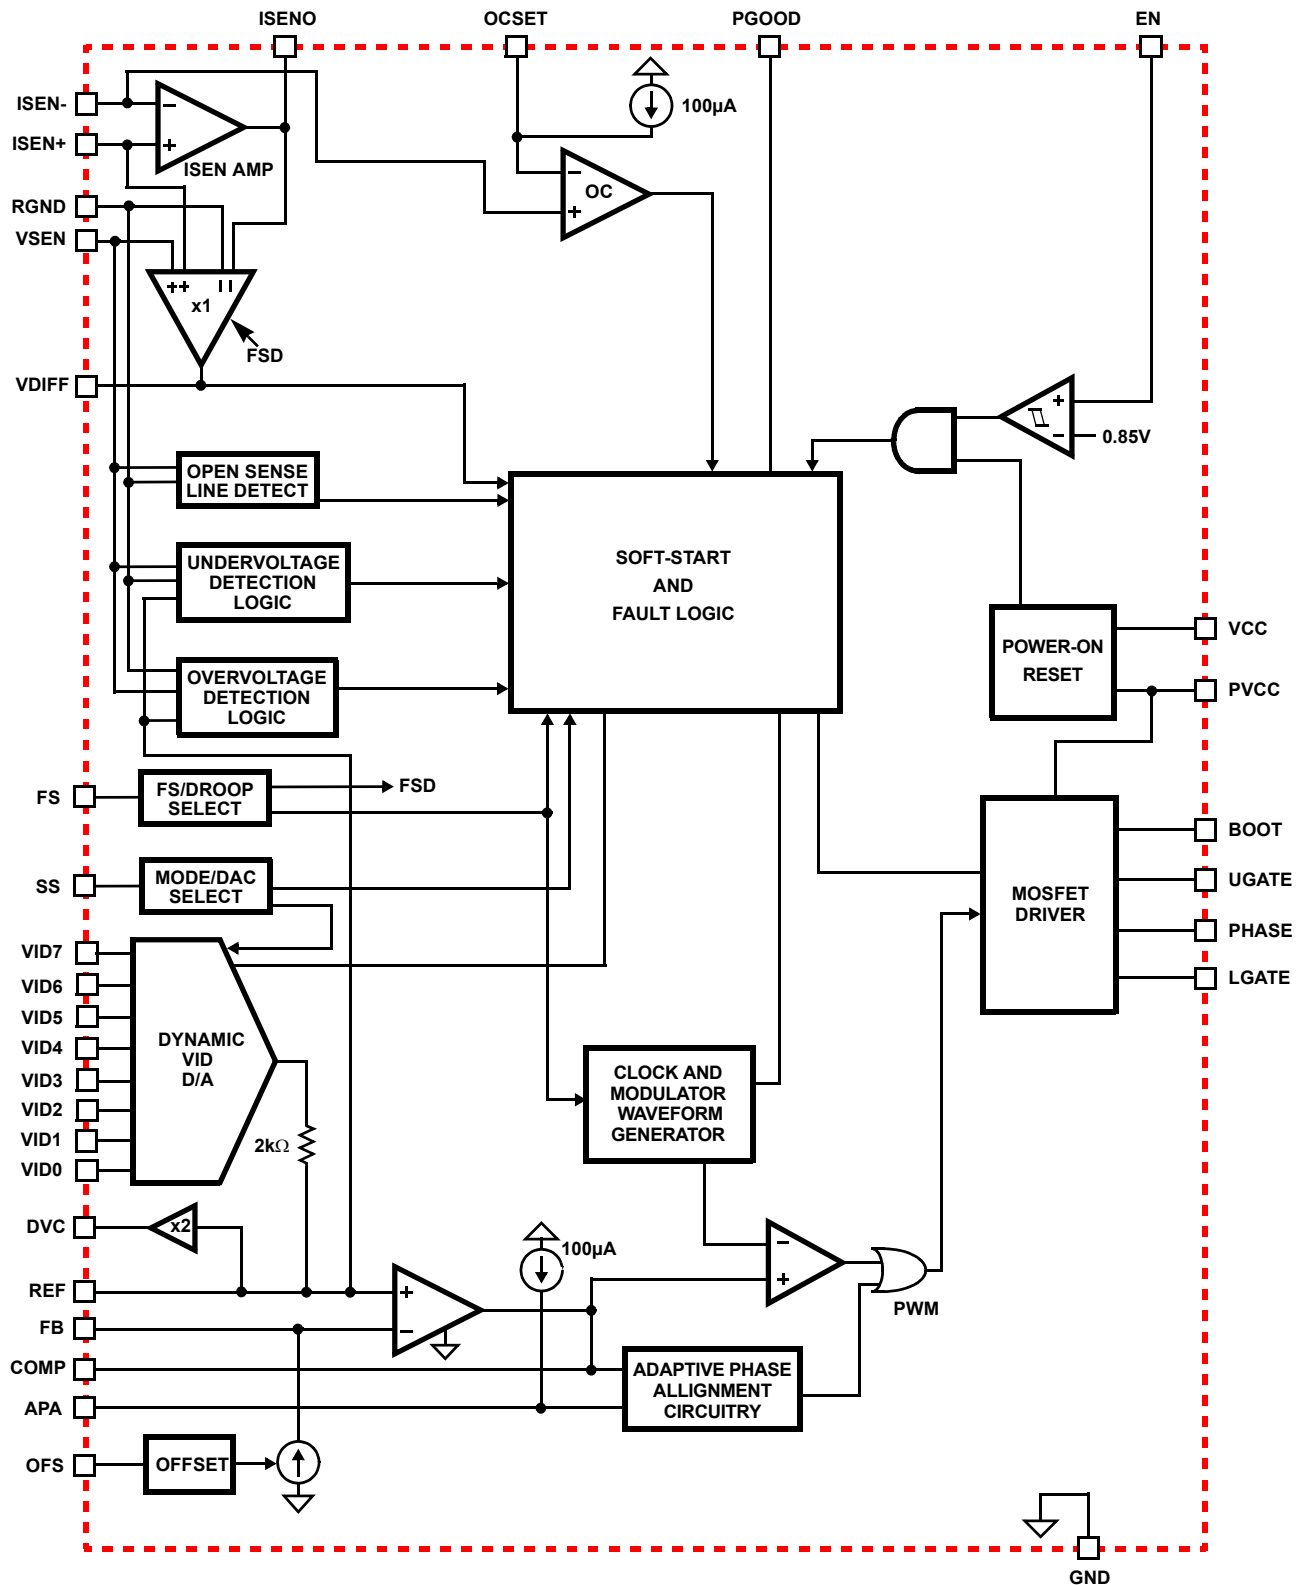 ISENO
OCSET
PGOOD
EN
ISEN-
ISEN+
RGND
VSEN
VDIFF
−
+
ISEN AMP
++
− −
x1
FSD
100µA
−
+
OC
+
−
0.85V
OPEN SENSE
LINE DETECT
UNDERVOLTAGE
DETECTION
LOGIC
OVERVOLTAGE
DETECTION
LOGIC
SOFT-START
AND
FAULT LOGIC
POWER-ON
RESET
VCC
PVCC
FS
FS/DROOP
SELECT
FSD
SS
MODE/DAC
SELECT
MOSFET
DRIVER
BOOT
UGATE
PHASE
LGATE
VID7
VID6
VID5
VID4
VID3
VID2
VID1
VID0
DYNAMIC
VID
D/A
2kΩ
CLOCK AND
MODULATOR
WAVEFORM
GENERATOR
DVC
x2
100µA
REF
FB
COMP
APA
OFS
+
−
−
+
PWM
ADAPTIVE PHASE
ALLIGNMENT
CIRCUITRY
OFFSET
GND